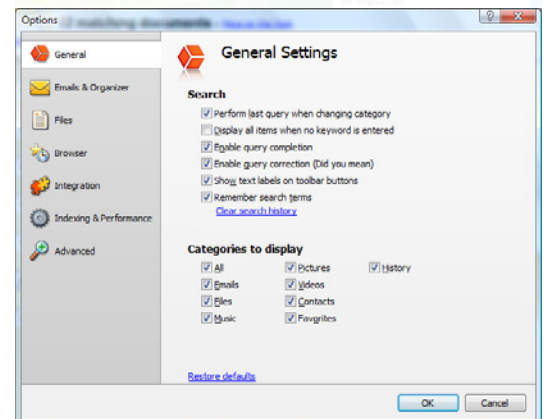 Options
General
Emails & Organizer
Files
Browser
Integration
Indexing & Performance
Advanced
General Settings
Search
Perform last query when changing category
Display all items when no keyword is entered
Enable query completion
Enable query correction (Did you mean)
Show text labels on toolbar buttons
Remember search terms
Clear search history
Categories to display
All Pictures History
Emails Videos
Files Contacts
Music Favorites
Restore defaults
OK Cancel